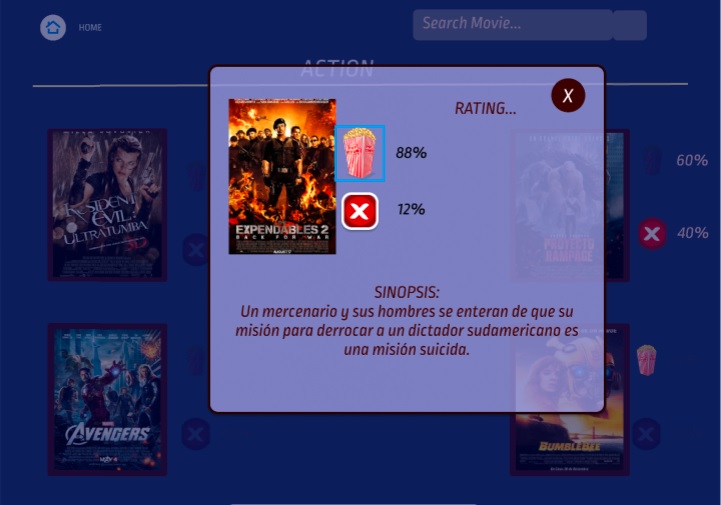 HOME
Search Movie...
ACTION
X
RATING...
88%
12%
EXPENDABLES 2
BACK FOR WAR
SINOPSIS:
Un mercenario y sus hombres se enteran de que su
misión para derrocar a un dictador sudamericano es
una misión suicida.
RESIDENT
EVIL
ULTRATUMBA
60%
PROYECTO
RAMPAGE
40%
MARVEL
AVENGERS
BUMBLEBEE